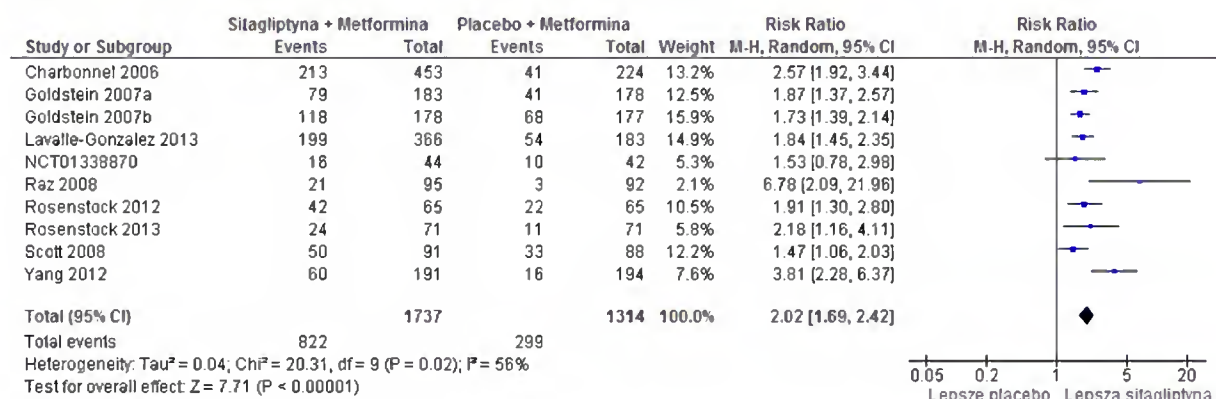 Sitagliptyna + Metformina Placebo + Metformina Risk Ratio Risk Ratio
Study or Subgroup Events Total Events Total Weight M-H, Random, 95% CI M-H, Random, 95% CI
Charbonnel 2006 213 453 41 224 13.2% 2.57 [1.92, 3.44]
Goldstein 2007a 79 183 41 178 12.5% 1.87 [1.37, 2.57]
Goldstein 2007b 118 178 68 177 15.9% 1.73 [1.39, 2.14]
Lavalle-Gonzalez 2013 199 366 54 183 14.9% 1.84 [1.45, 2.35]
NCT01338870 16 44 10 42 5.3% 1.53 [0.78, 2.98]
Raz 2008 21 95 3 92 2.1% 6.78 [2.09, 21.96]
Rosenstock 2012 42 65 22 65 10.5% 1.91 [1.30, 2.80]
Rosenstock 2013 24 71 11 71 5.8% 2.18 [1.16, 4.11]
Scott 2008 50 91 33 88 12.2% 1.47 [1.06, 2.03]
Yang 2012 60 191 16 194 7.6% 3.81 [2.28, 6.37]
Total (95% CI) 1737 1314 100.0% 2.02 [1.69, 2.42]
Total events 822 299
Heterogeneity: Tau² = 0.04; Chi² = 20.31, df = 9 (P = 0.02); I² = 56%
Test for overall effect: Z = 7.71 (P < 0.00001)
0.05 0.2 1 5 20
Lepsze placebo Lepsza sitagliptyna